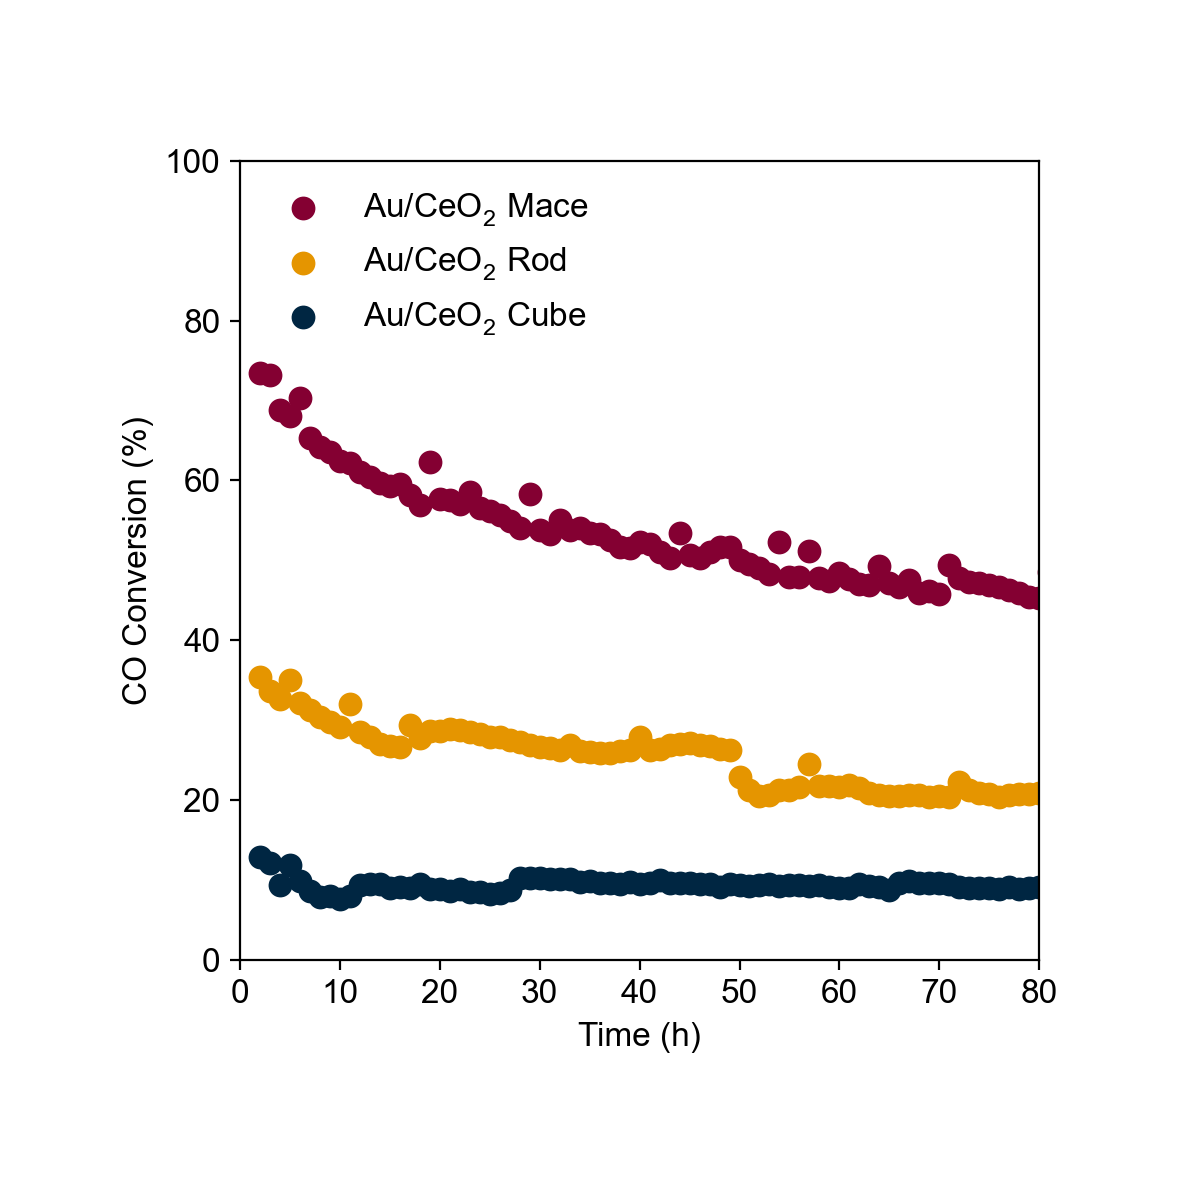 100
80
60
40
20
0
Au/CeO₂ Mace
Au/CeO₂ Rod
Au/CeO₂ Cube
CO Conversion (%)
0 10 20 30 40 50 60 70 80
Time (h)